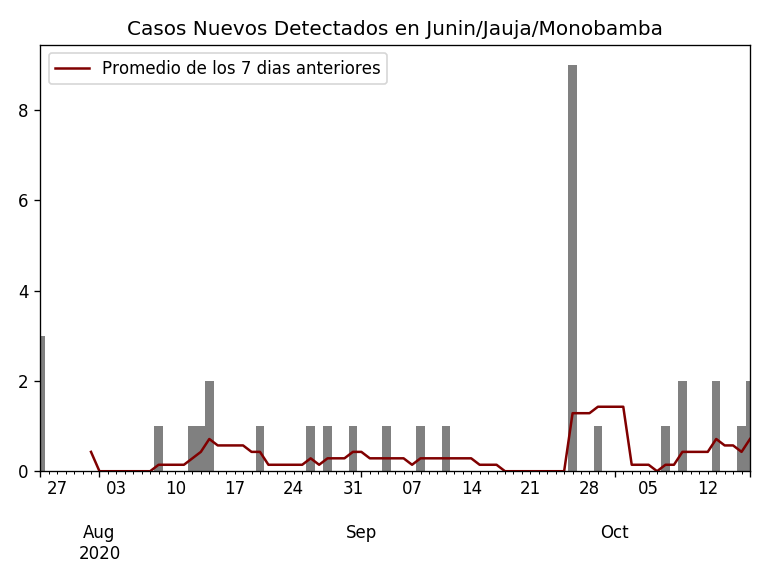 Casos Nuevos Detectados en Junin/Jauja/Monobamba
Promedio de los 7 dias anteriores
8
6
4
2
0
27 03 10 17 24 31 07 14 21 28 05 12
Aug Sep Oct
2020